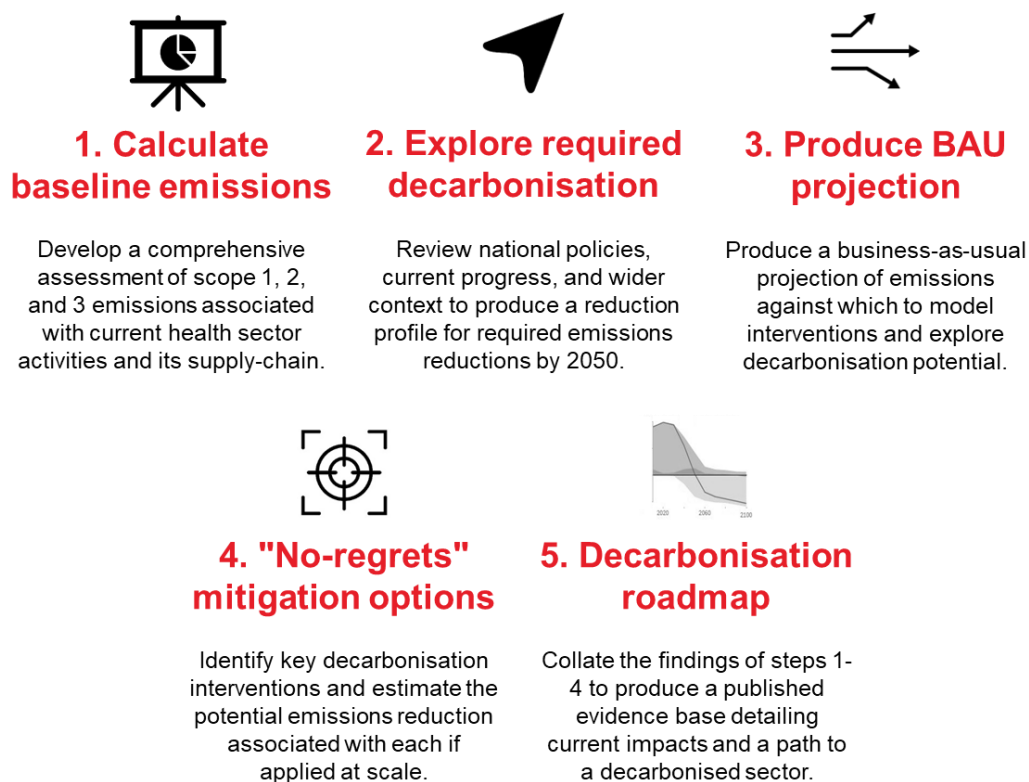 1. Calculate
baseline emissions
Develop a comprehensive
assessment of scope 1, 2,
and 3 emissions associated
with current health sector
activities and its supply-chain.
2. Explore required
decarbonisation
Review national policies,
current progress, and wider
context to produce a reduction
profile for required emissions
reductions by 2050.
3. Produce BAU
projection
Produce a business-as-usual
projection of emissions
against which to model
interventions and explore
decarbonisation potential.
4. "No-regrets"
mitigation options
Identify key decarbonisation
interventions and estimate the
potential emissions reduction
associated with each if
applied at scale.
2020 2060 2100
5. Decarbonisation
roadmap
Collate the findings of steps 1-
4 to produce a published
evidence base detailing
current impacts and a path to
a decarbonised sector.